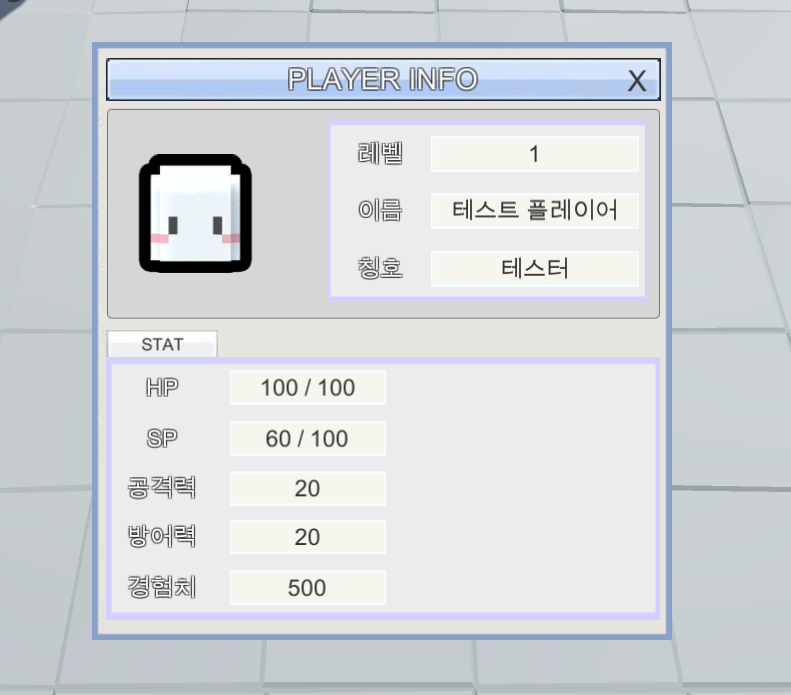 PLAYER INFO X
레벨 1
이름 테스트 플레이어
칭호 테스터
STAT
HP 100 / 100
SP 60 / 100
공격력 20
방어력 20
경험치 500